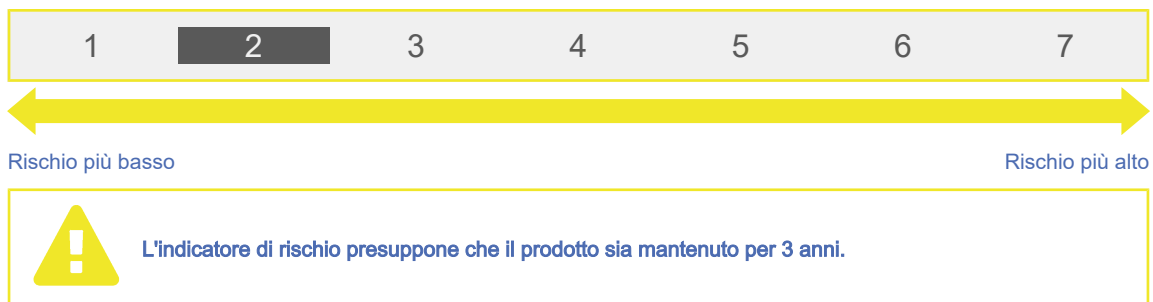 1 2 3 4 5 6 7
Rischio più basso Rischio più alto
L'indicatore di rischio presuppone che il prodotto sia mantenuto per 3 anni.